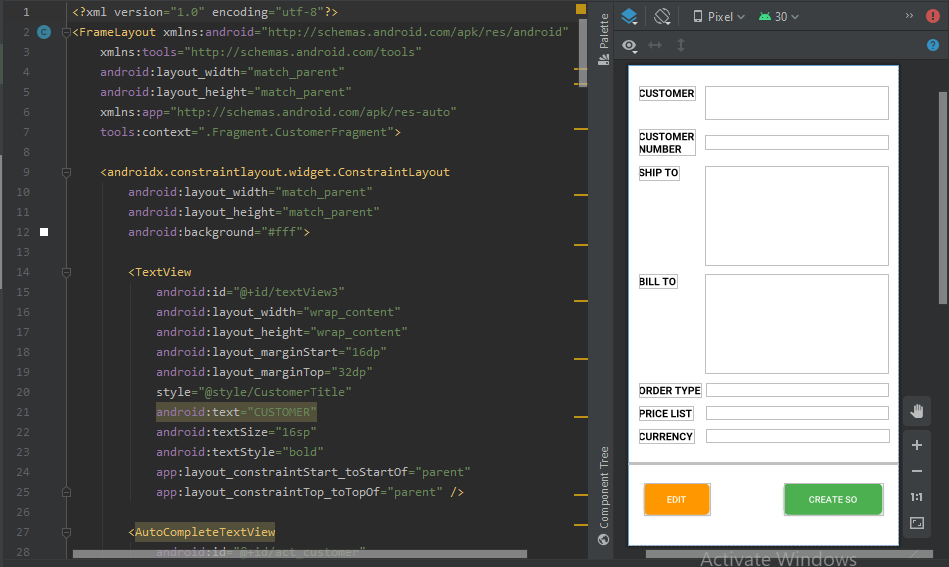 1 <?xml version="1.0" encoding="utf-8"?>
2 <FrameLayout xmlns:android="http://schemas.android.com/apk/res/android"
3 xmlns:tools="http://schemas.android.com/tools"
4 android:layout_width="match_parent"
5 android:layout_height="match_parent"
6 xmlns:app="http://schemas.android.com/apk/res-auto"
7 tools:context=".Fragment.CustomerFragment">
8
9 <androidx.constraintlayout.widget.ConstraintLayout
10 android:layout_width="match_parent"
11 android:layout_height="match_parent"
12 android:background="#fff">
13
14 <TextView
15 android:id="@+id/textView3"
16 android:layout_width="wrap_content"
17 android:layout_height="wrap_content"
18 android:layout_marginStart="16dp"
19 android:layout_marginTop="32dp"
20 style="@style/CustomerTitle"
21 android:text="CUSTOMER"
22 android:textSize="16sp"
23 android:textStyle="bold"
24 app:layout_constraintStart_toStartOf="parent"
25 app:layout_constraintTop_toTopOf="parent" />
26
27 <AutoCompleteTextView
28 android:id="@+id/act_customer"
Palette
Component Tree
Pixel 30
CUSTOMER
CUSTOMER
NUMBER
SHIP TO
BILL TO
ORDER TYPE
PRICE LIST
CURRENCY
EDIT CREATE SO
1:1
Activate Windows